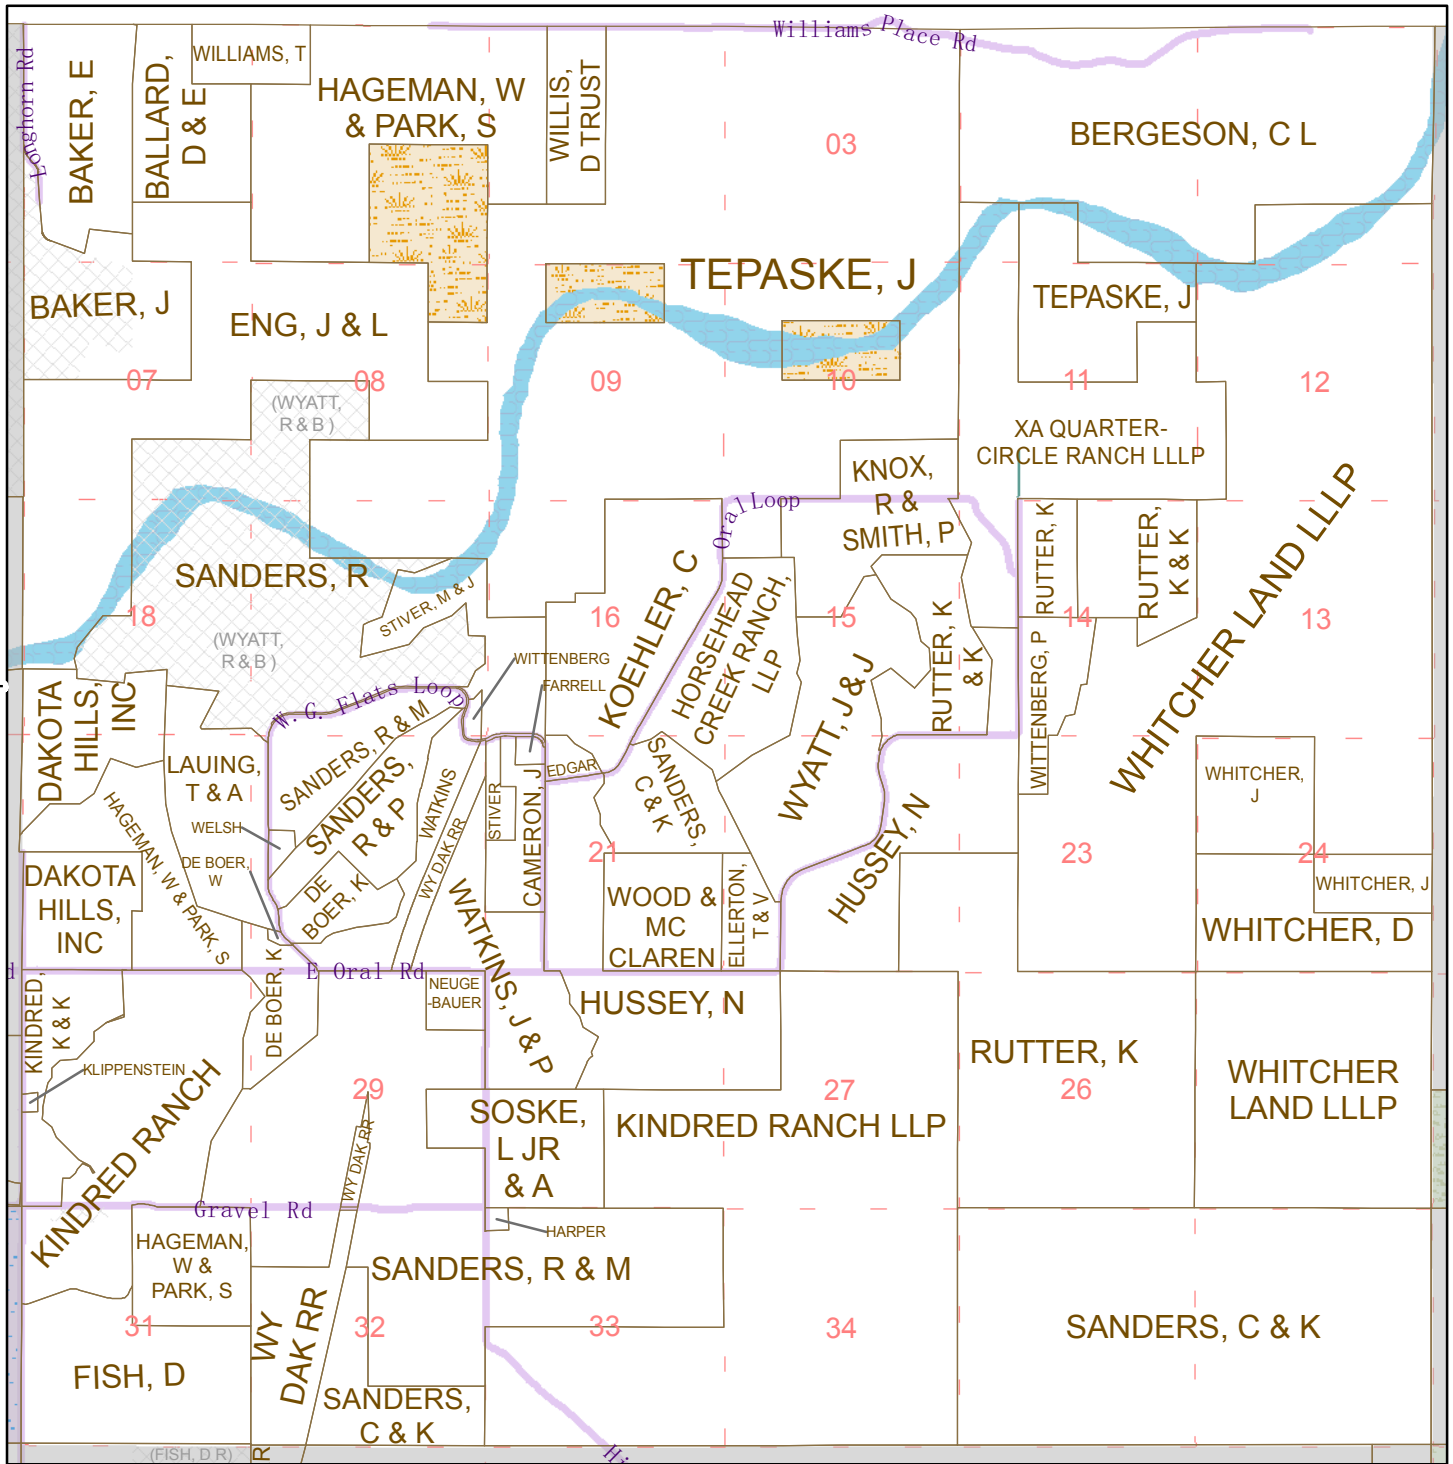 Williams Place Rd
Longhorn Rd
BAKER, E
BALLARD,
D & E
WILLIAMS, T
HAGEMAN, W
& PARK, S
WILLIS,
D TRUST
03
BERGESON, C L
BAKER, J
ENG, J & L
TEPASKE, J
TEPASKE, J
07
08
09
10
11
12
(WYATT,
R & B)
XA QUARTER-
CIRCLE RANCH LLLP
KNOX,
R &
SMITH, P
Oral Loop
RUTTER, K
RUTTER,
K & K
WHITCHER LAND LLLP
SANDERS, R
STIVER, M & J
18
(WYATT,
R & B)
16
KOEHLER, C
HORSEHEAD
CREEK RANCH,
LLP
15
RUTTER, K
& K
14
13
WITTENBERG, P
WITTENBERG
FARRELL
DAKOTA
HILLS,
INC
W. G. Flats Loop
SANDERS, R & M
SANDERS,
R & P
WATKINS
WY DAK RR
LAUING,
T & A
HAGEMAN, W & PARK, S
WELSH
DE BOER,
W
DE
BOER, K
STIVER
CAMERON, J
EDGAR
SANDERS,
C & K
WYATT, J & J
HUSSEY, N
WHITCHER,
J
21
23
24
DAKOTA
HILLS,
INC
WOOD &
MC
CLAREN
ELLERTON,
T & V
WHITCHER, J
WHITCHER, D
WATKINS, J & P
d
E Oral Rd
KINDRED,
K & K
DE BOER, K
NEUGE
-BAUER
HUSSEY, N
RUTTER, K
KLIPPENSTEIN
KINDRED RANCH
29
27
26
WHITCHER
LAND LLLP
SOSKE,
L JR
& A
KINDRED RANCH LLP
WY DAK RR
Gravel Rd
HARPER
HAGEMAN,
W &
PARK, S
SANDERS, R & M
31
32
33
34
SANDERS, C & K
WY
DAK RR
FISH, D
SANDERS,
C & K
(FISH, D R)
R
Hi